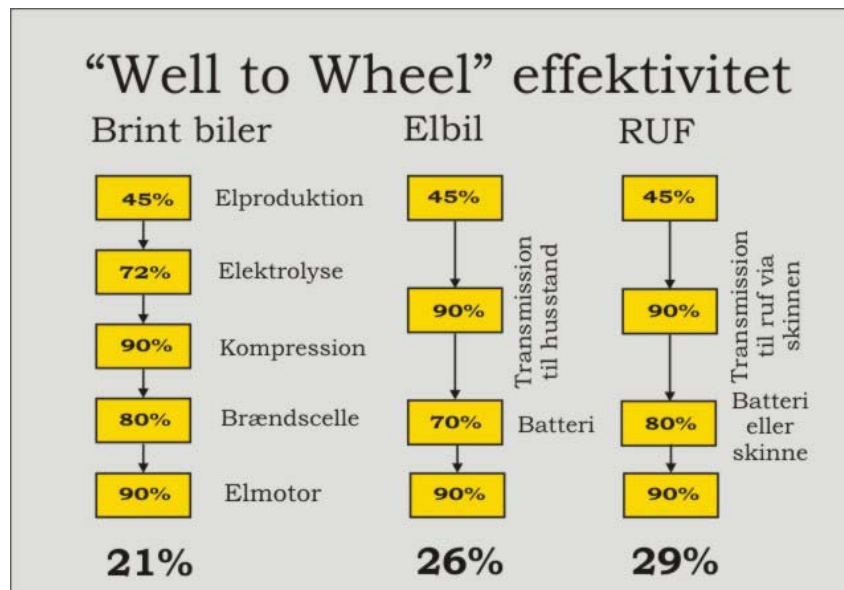 “Well to Wheel” effektivitet
Brint biler
45%
Elproduktion
72%
Elektrolyse
90%
Kompression
80%
Brændscelle
90%
Elmotor
21%
Elbil
45%
Transmission
til husstand
90%
70%
Batteri
90%
26%
RUF
45%
Transmission
til ruf via
skinnen
90%
80%
Batteri
eller
skinne
90%
29%